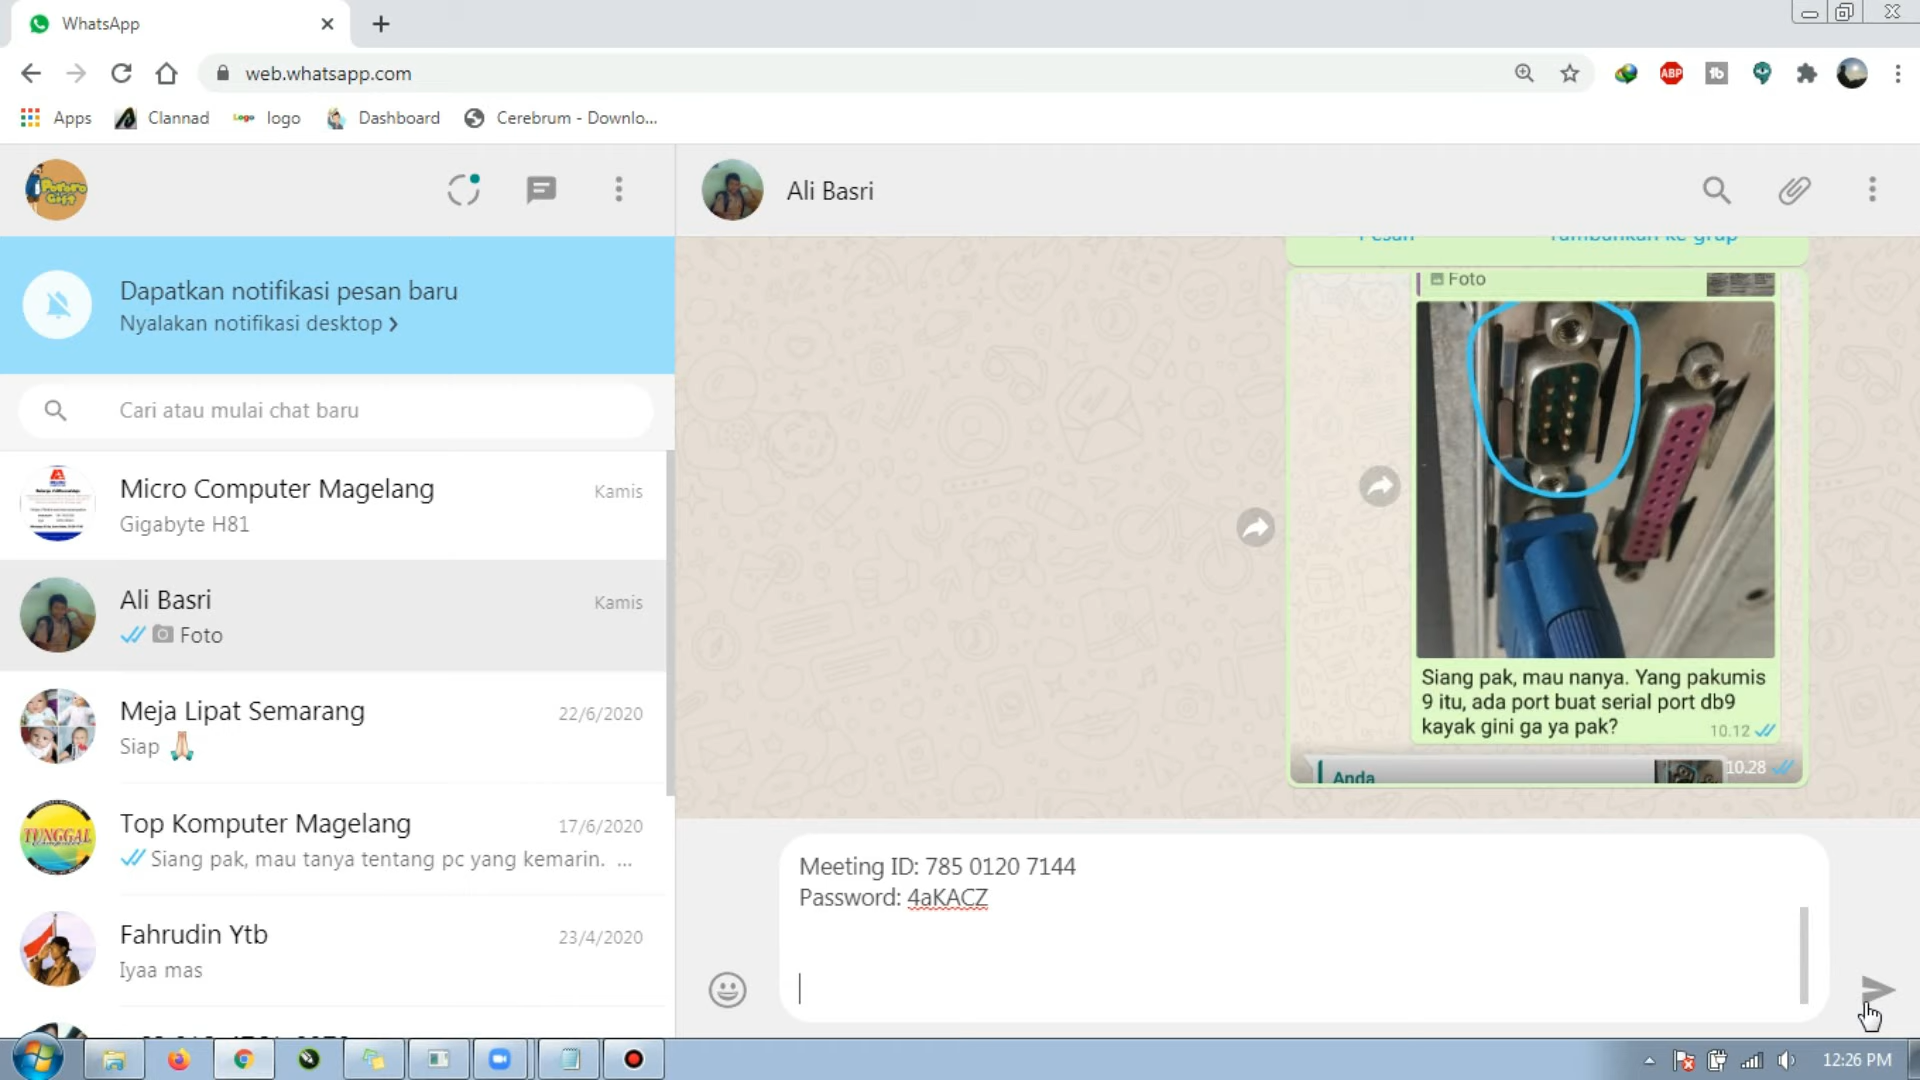 WhatsApp
web.whatsapp.com
ABP
Apps
Clannad
logo
Dashboard
Cerebrum - Downlo...
Ali Basri
Dapatkan notifikasi pesan baru
Nyalakan notifikasi desktop >
Cari atau mulai chat baru
Micro Computer Magelang
Kamis
Gigabyte H81
Ali Basri
Kamis
Foto
Meja Lipat Semarang
22/6/2020
Siap
Top Komputer Magelang
17/6/2020
Siang pak, mau tanya tentang pc yang kemarin. ...
Fahrudin Ytb
23/4/2020
Iyaa mas
Pesan
Tambahkan ke grup
Foto
Siang pak, mau nanya. Yang pakumis
9 itu, ada port buat serial port db9
kayak gini ga ya pak?
10.12
Anda
10.28
Meeting ID: 785 0120 7144
Password: 4aKACZ
12:26 PM